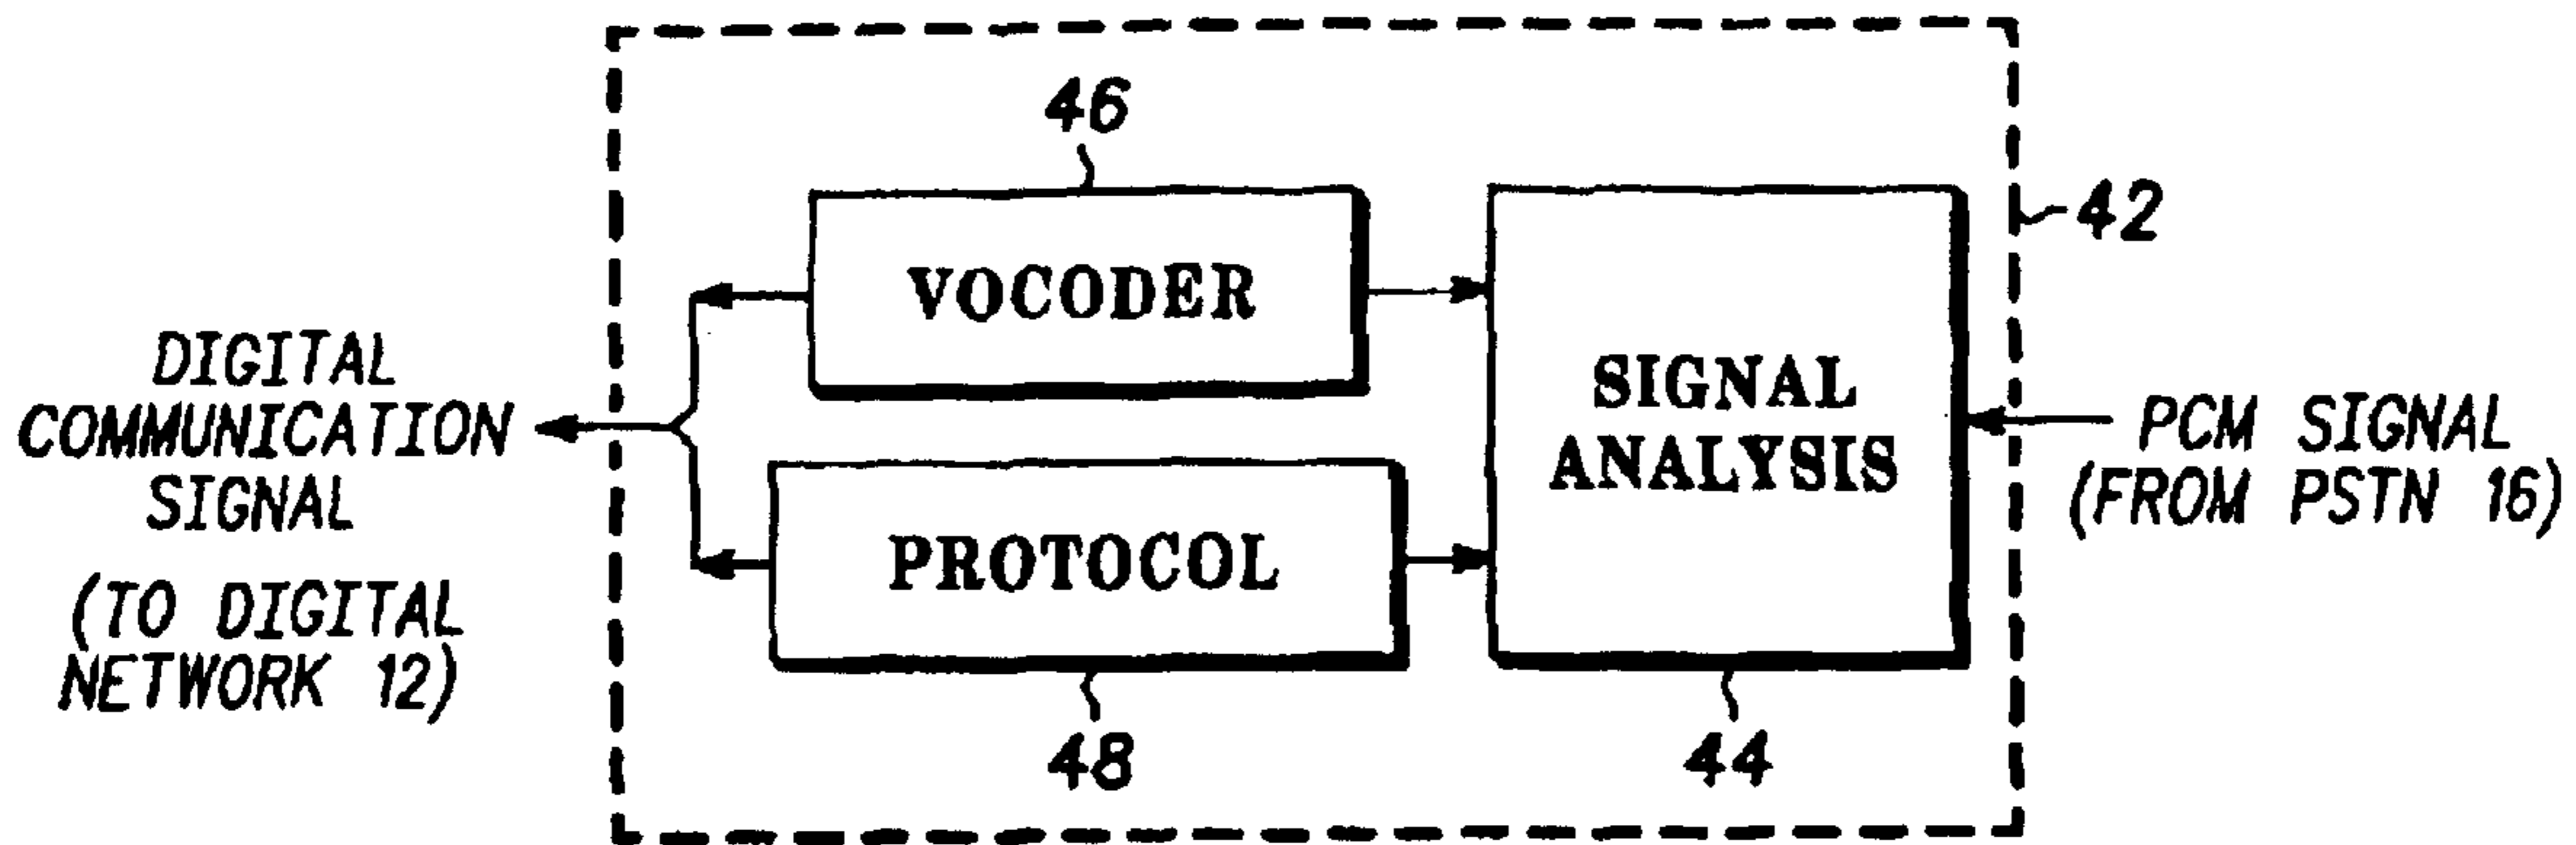 46
42
VOCODER
DIGITAL
COMMUNICATION
SIGNAL
(TO DIGITAL
NETWORK 12)
SIGNAL
ANALYSIS
PCM SIGNAL
(FROM PSTN 16)
PROTOCOL
48
44